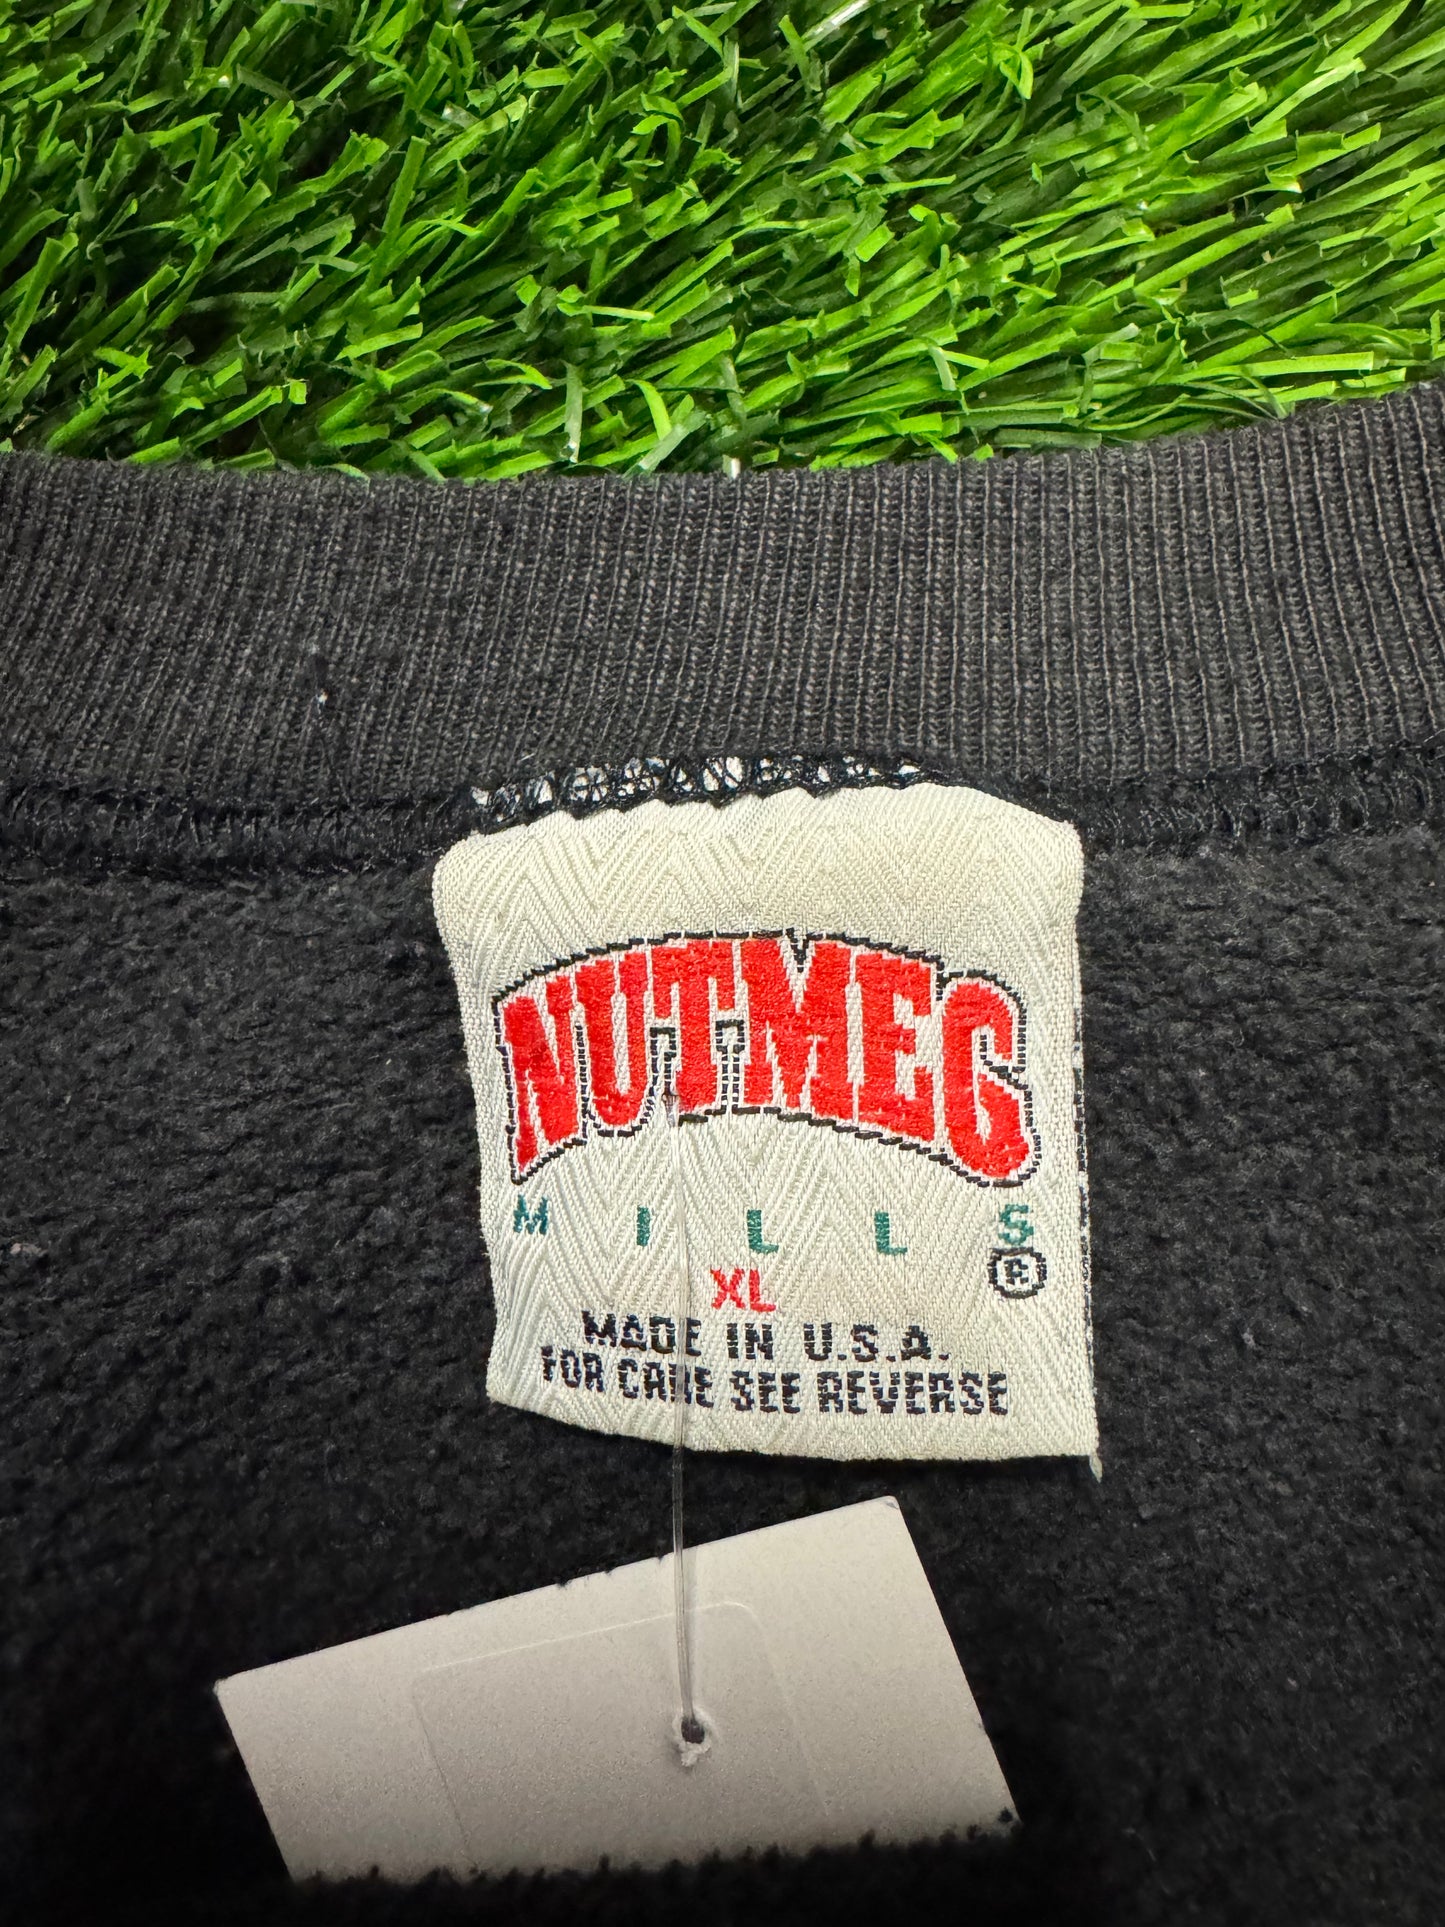 NUTMEG
MILLS
®
XL
MADE IN U.S.A.
FOR CARE SEE REVERSE